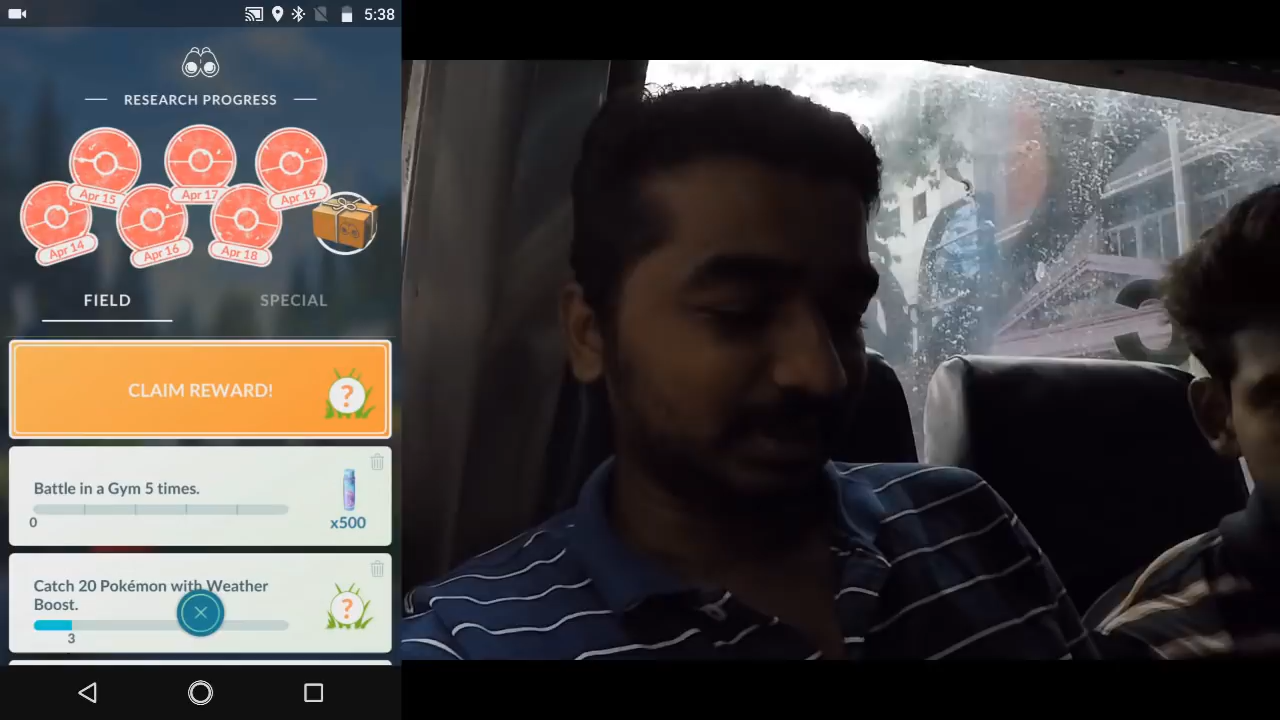 5:38
RESEARCH PROGRESS
Apr 15
Apr 17
Apr 19
Apr 14
Apr 16
Apr 18
FIELD
SPECIAL
CLAIM REWARD!
?
Battle in a Gym 5 times.
0
x500
Catch 20 Pokémon with Weather
Boost.
?
3